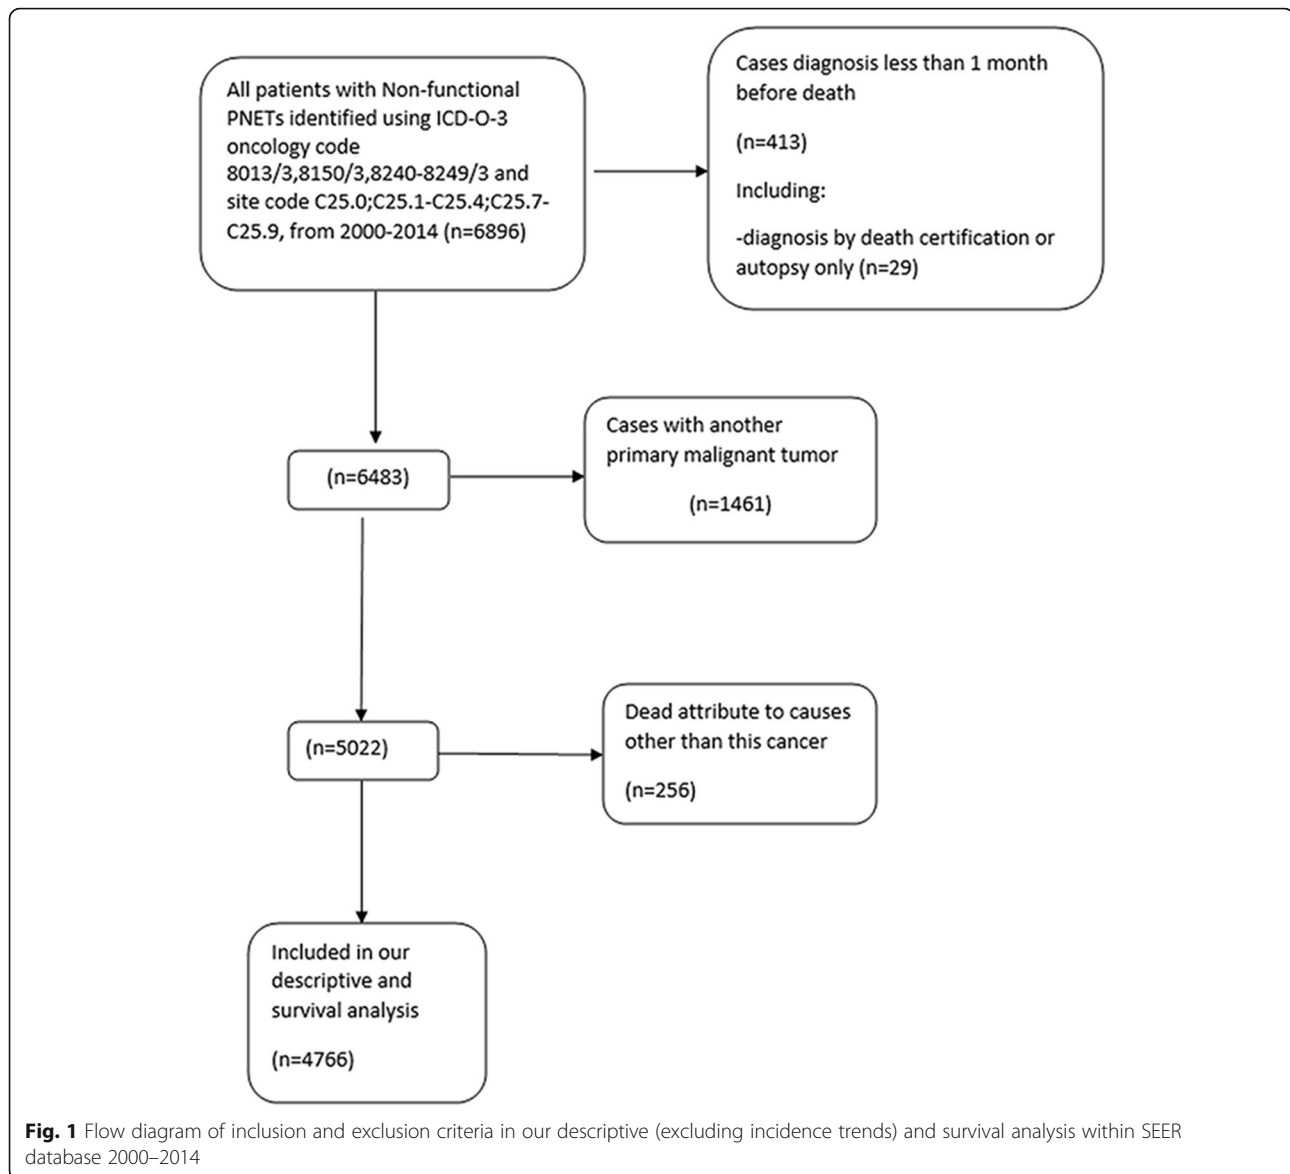 All patients with Non-functional
PNETs identified using ICD-O-3
oncology code
8013/3,8150/3,8240-8249/3 and
site code C25.0;C25.1-C25.4;C25.7-
C25.9, from 2000-2014 (n=6896)
Cases diagnosis less than 1 month
before death
(n=413)
Including:
-diagnosis by death certification or
autopsy only (n=29)
(n=6483)
Cases with another
primary malignant tumor
(n=1461)
(n=5022)
Dead attribute to causes
other than this cancer
(n=256)
Included in our
descriptive and
survival analysis
(n=4766)
Fig. 1 Flow diagram of inclusion and exclusion criteria in our descriptive (excluding incidence trends) and survival analysis within SEER
database 2000–2014